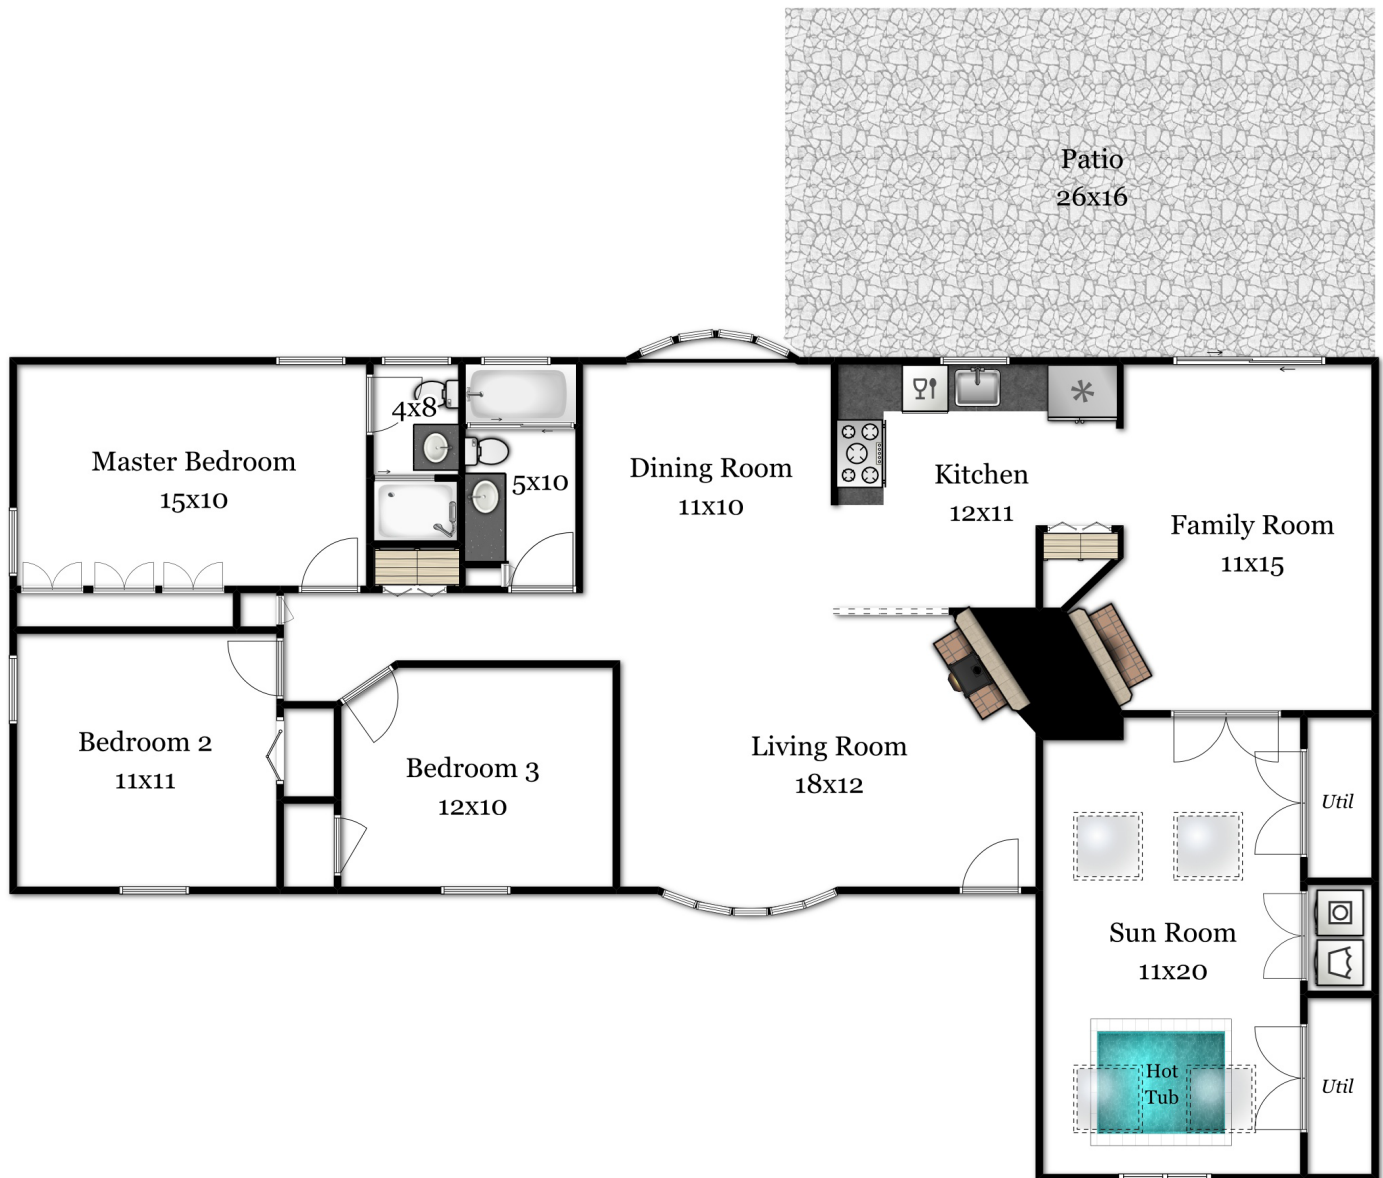 Patio
26x16
4x8
Master Bedroom
15x10
5x10
Dining Room
11x10
Kitchen
12x11
Family Room
11x15
Bedroom 2
11x11
Bedroom 3
12x10
Living Room
18x12
Util
Sun Room
11x20
Hot
Tub
Util